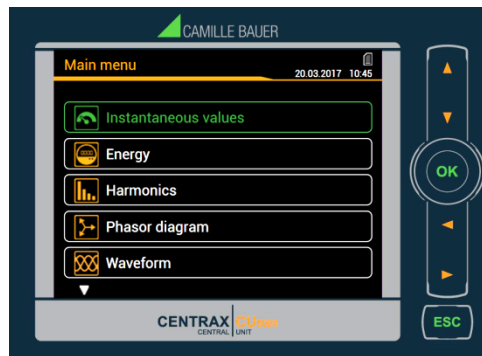 CAMILLE BAUER
Main menu
20.03.2017 10:45
Instantaneous values
Energy
Harmonics
Phasor diagram
Waveform
OK
ESC
CENTRAX
CENTRAL UNIT